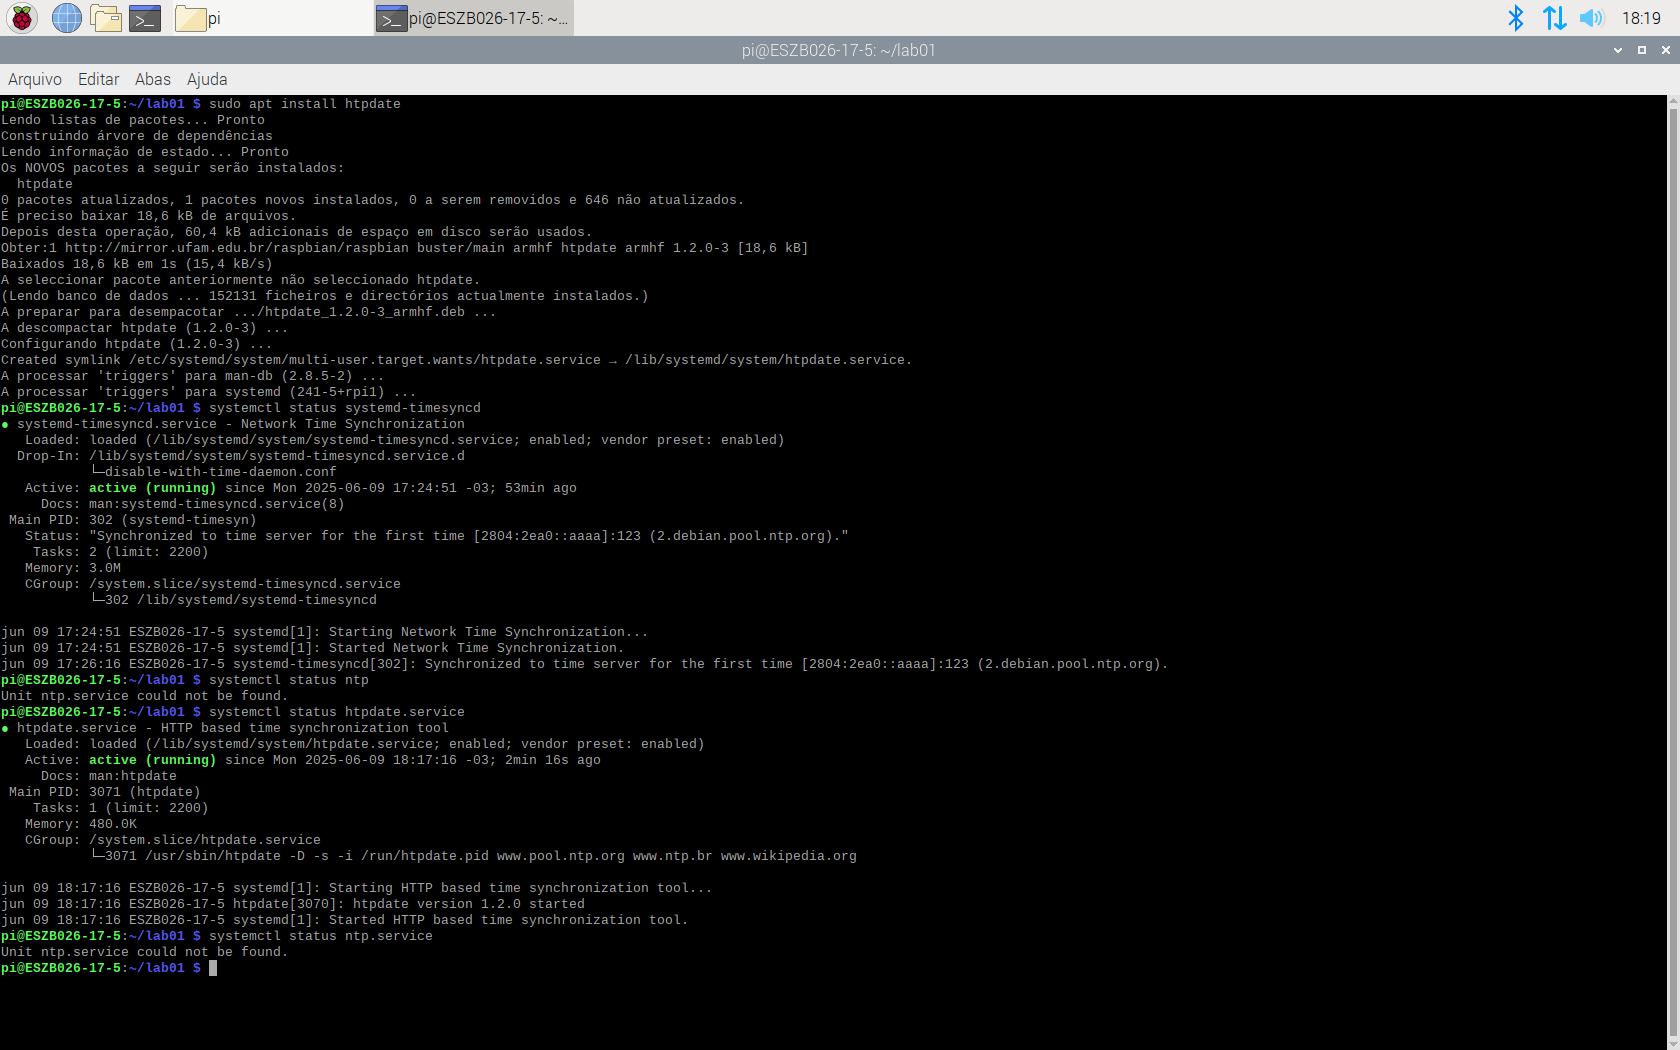 pi
pi@ESZB026-17-5: ~...
18:19
pi@ESZB026-17-5: ~/lab01
Arquivo Editar Abas Ajuda
pi@ESZB026-17-5:~/lab01 $ sudo apt install htpdate
Lendo listas de pacotes... Pronto
Construindo árvore de dependências
Lendo informação de estado... Pronto
Os NOVOS pacotes a seguir serão instalados:
  htpdate
0 pacotes atualizados, 1 pacotes novos instalados, 0 a serem removidos e 646 não atualizados.
É preciso baixar 18,6 kB de arquivos.
Depois desta operação, 60,4 kB adicionais de espaço em disco serão usados.
Obter:1 http://mirror.ufam.edu.br/raspbian/raspbian buster/main armhf htpdate armhf 1.2.0-3 [18,6 kB]
Baixados 18,6 kB em 1s (15,4 kB/s)
A seleccionar pacote anteriormente não seleccionado htpdate.
(Lendo banco de dados ... 152131 ficheiros e directórios actualmente instalados.)
A preparar para desempacotar .../htpdate_1.2.0-3_armhf.deb ...
A descompactar htpdate (1.2.0-3) ...
Configurando htpdate (1.2.0-3) ...
Created symlink /etc/systemd/system/multi-user.target.wants/htpdate.service → /lib/systemd/system/htpdate.service.
A processar 'triggers' para man-db (2.8.5-2) ...
A processar 'triggers' para systemd (241-5+rpi1) ...
pi@ESZB026-17-5:~/lab01 $ systemctl status systemd-timesyncd
● systemd-timesyncd.service - Network Time Synchronization
   Loaded: loaded (/lib/systemd/system/systemd-timesyncd.service; enabled; vendor preset: enabled)
  Drop-In: /lib/systemd/system/systemd-timesyncd.service.d
           └─disable-with-time-daemon.conf
   Active: active (running) since Mon 2025-06-09 17:24:51 -03; 53min ago
     Docs: man:systemd-timesyncd.service(8)
 Main PID: 302 (systemd-timesyn)
   Status: "Synchronized to time server for the first time [2804:2ea0::aaaa]:123 (2.debian.pool.ntp.org)."
    Tasks: 2 (limit: 2200)
   Memory: 3.0M
   CGroup: /system.slice/systemd-timesyncd.service
           └─302 /lib/systemd/systemd-timesyncd
jun 09 17:24:51 ESZB026-17-5 systemd[1]: Starting Network Time Synchronization...
jun 09 17:24:51 ESZB026-17-5 systemd[1]: Started Network Time Synchronization.
jun 09 17:26:16 ESZB026-17-5 systemd-timesyncd[302]: Synchronized to time server for the first time [2804:2ea0::aaaa]:123 (2.debian.pool.ntp.org).
pi@ESZB026-17-5:~/lab01 $ systemctl status ntp
Unit ntp.service could not be found.
pi@ESZB026-17-5:~/lab01 $ systemctl status htpdate.service
● htpdate.service - HTTP based time synchronization tool
   Loaded: loaded (/lib/systemd/system/htpdate.service; enabled; vendor preset: enabled)
   Active: active (running) since Mon 2025-06-09 18:17:16 -03; 2min 16s ago
     Docs: man:htpdate
 Main PID: 3071 (htpdate)
    Tasks: 1 (limit: 2200)
   Memory: 480.0K
   CGroup: /system.slice/htpdate.service
           └─3071 /usr/sbin/htpdate -D -s -i /run/htpdate.pid www.pool.ntp.org www.ntp.br www.wikipedia.org
jun 09 18:17:16 ESZB026-17-5 systemd[1]: Starting HTTP based time synchronization tool...
jun 09 18:17:16 ESZB026-17-5 htpdate[3070]: htpdate version 1.2.0 started
jun 09 18:17:16 ESZB026-17-5 systemd[1]: Started HTTP based time synchronization tool.
pi@ESZB026-17-5:~/lab01 $ systemctl status ntp.service
Unit ntp.service could not be found.
pi@ESZB026-17-5:~/lab01 $